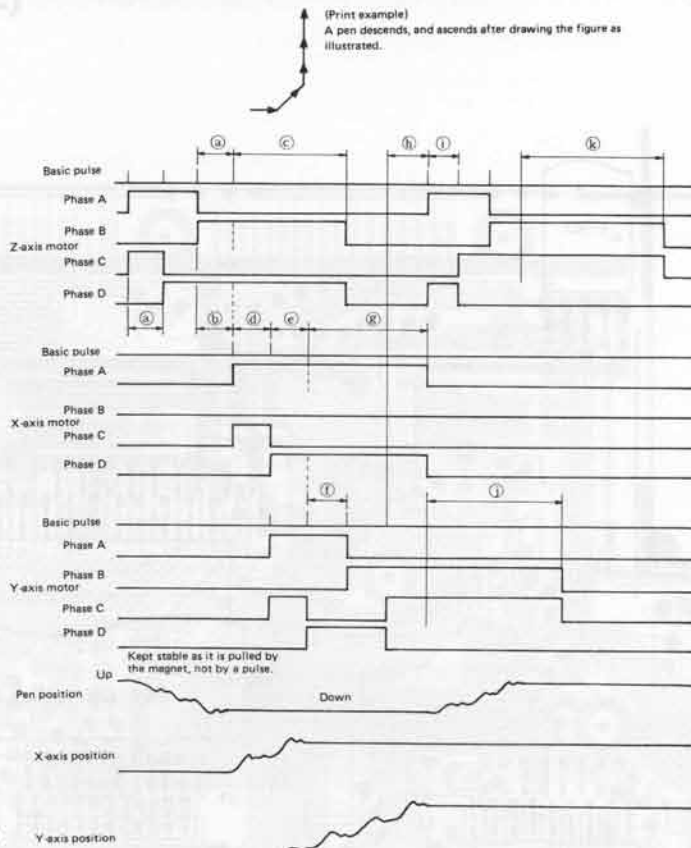 (Print example)
A pen descends, and ascends after drawing the figure as
illustrated.
ⓐ ⓒ ⓗ ⓘ ⓚ
Basic pulse
Phase A
Phase B
Z-axis motor
Phase C
Phase D
ⓐ ⓑ ⓓ ⓔ ⓖ
Basic pulse
Phase A
Phase B
X-axis motor
Phase C
Phase D
ⓕ ⓙ
Basic pulse
Phase A
Phase B
Y-axis motor
Phase C
Phase D
Kept stable as it is pulled by
the magnet, not by a pulse.
Up
Pen position
Down
X-axis position
Y-axis position